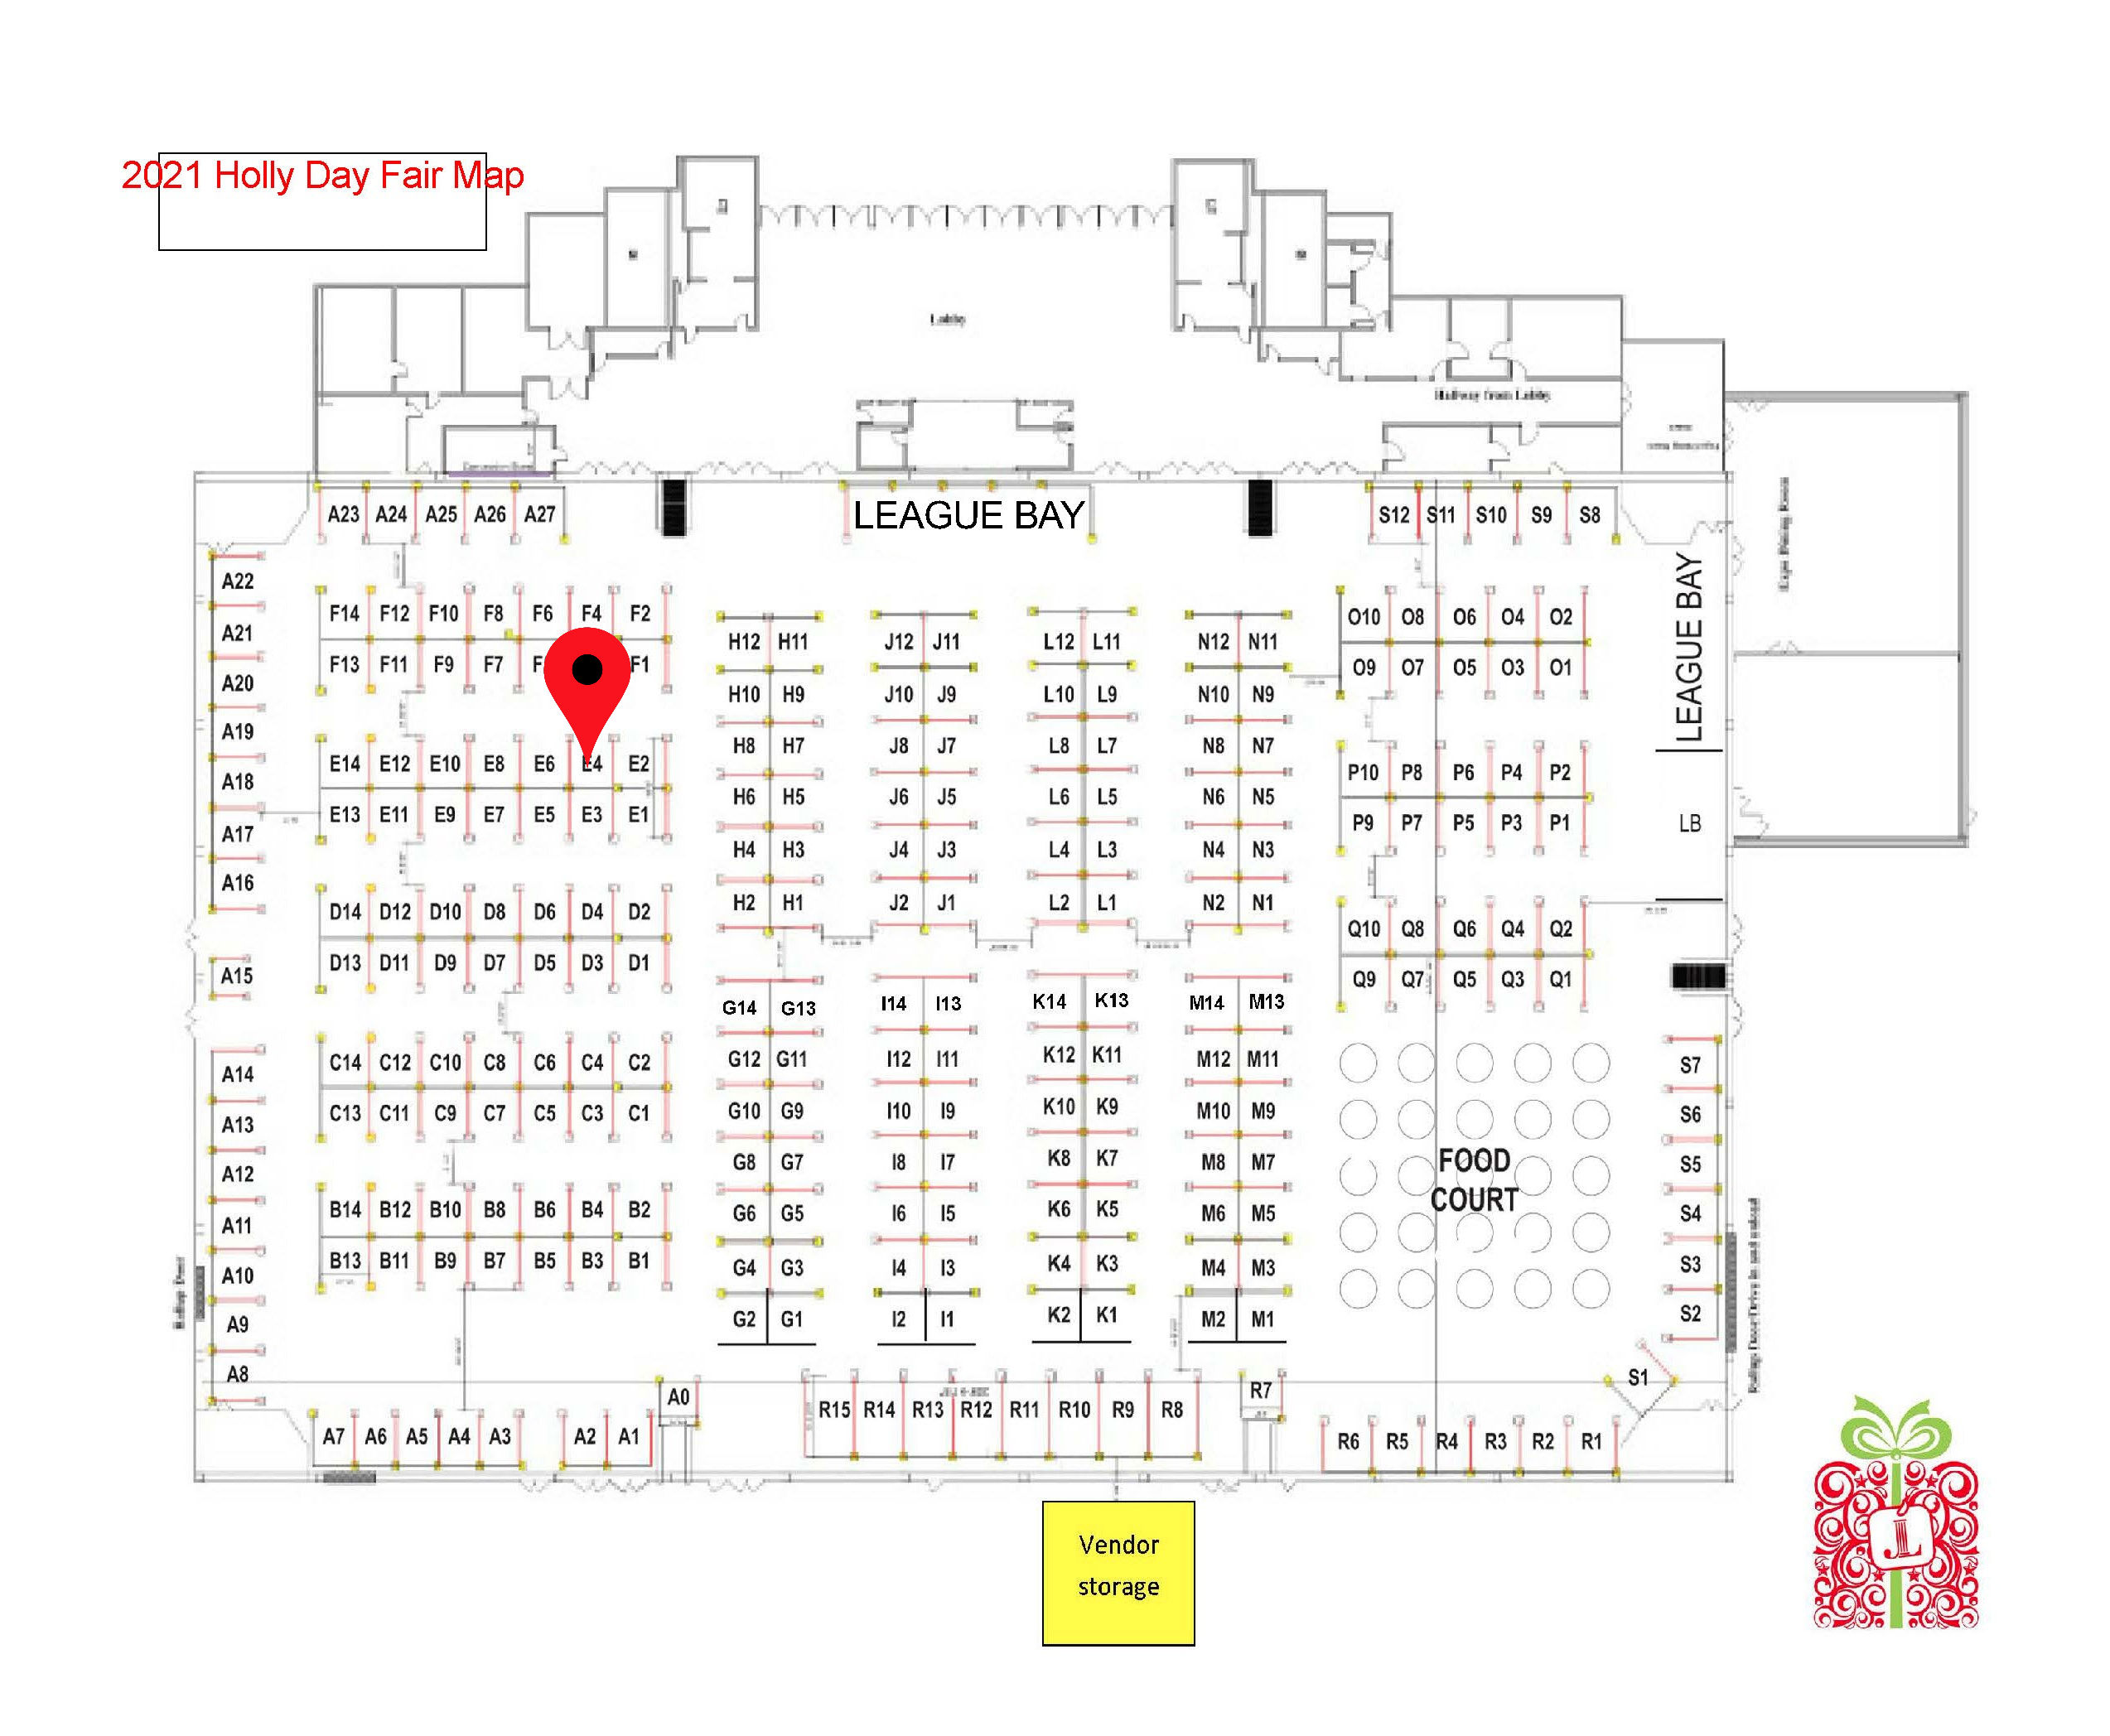 2021 Holly Day Fair Map
Lobby
Hallway from Lobby
LEAGUE BAY
A23 A24 A25 A26 A27
S12 S11 S10 S9 S8
LEAGUE BAY
A22
A21
A20
A19
A18
A17
A16
A15
A14
A13
A12
A11
A10
A9
A8
F14 F12 F10 F8 F6 F4 F2
F13 F11 F9 F7 F F1
E14 E12 E10 E8 E6 E4 E2
E13 E11 E9 E7 E5 E3 E1
D14 D12 D10 D8 D6 D4 D2
D13 D11 D9 D7 D5 D3 D1
C14 C12 C10 C8 C6 C4 C2
C13 C11 C9 C7 C5 C3 C1
B14 B12 B10 B8 B6 B4 B2
B13 B11 B9 B7 B5 B3 B1
H12 H11
H10 H9
H8 H7
H6 H5
H4 H3
H2 H1
G14 G13
G12 G11
G10 G9
G8 G7
G6 G5
G4 G3
G2 G1
J12 J11
J10 J9
J8 J7
J6 J5
J4 J3
J2 J1
I14 I13
I12 I11
I10 I9
I8 I7
I6 I5
I4 I3
I2 I1
L12 L11
L10 L9
L8 L7
L6 L5
L4 L3
L2 L1
K14 K13
K12 K11
K10 K9
K8 K7
K6 K5
K4 K3
K2 K1
N12 N11
N10 N9
N8 N7
N6 N5
N4 N3
N2 N1
M14 M13
M12 M11
M10 M9
M8 M7
M6 M5
M4 M3
M2 M1
O10 O8 O6 O4 O2
O9 O7 O5 O3 O1
P10 P8 P6 P4 P2
P9 P7 P5 P3 P1
LB
Q10 Q8 Q6 Q4 Q2
Q9 Q7 Q5 Q3 Q1
FOOD
COURT
S7
S6
S5
S4
S3
S2
S1
A7 A6 A5 A4 A3 A2 A1
A0
R15 R14 R13 R12 R11 R10 R9 R8
R7
R6 R5 R4 R3 R2 R1
Vendor
storage
JL